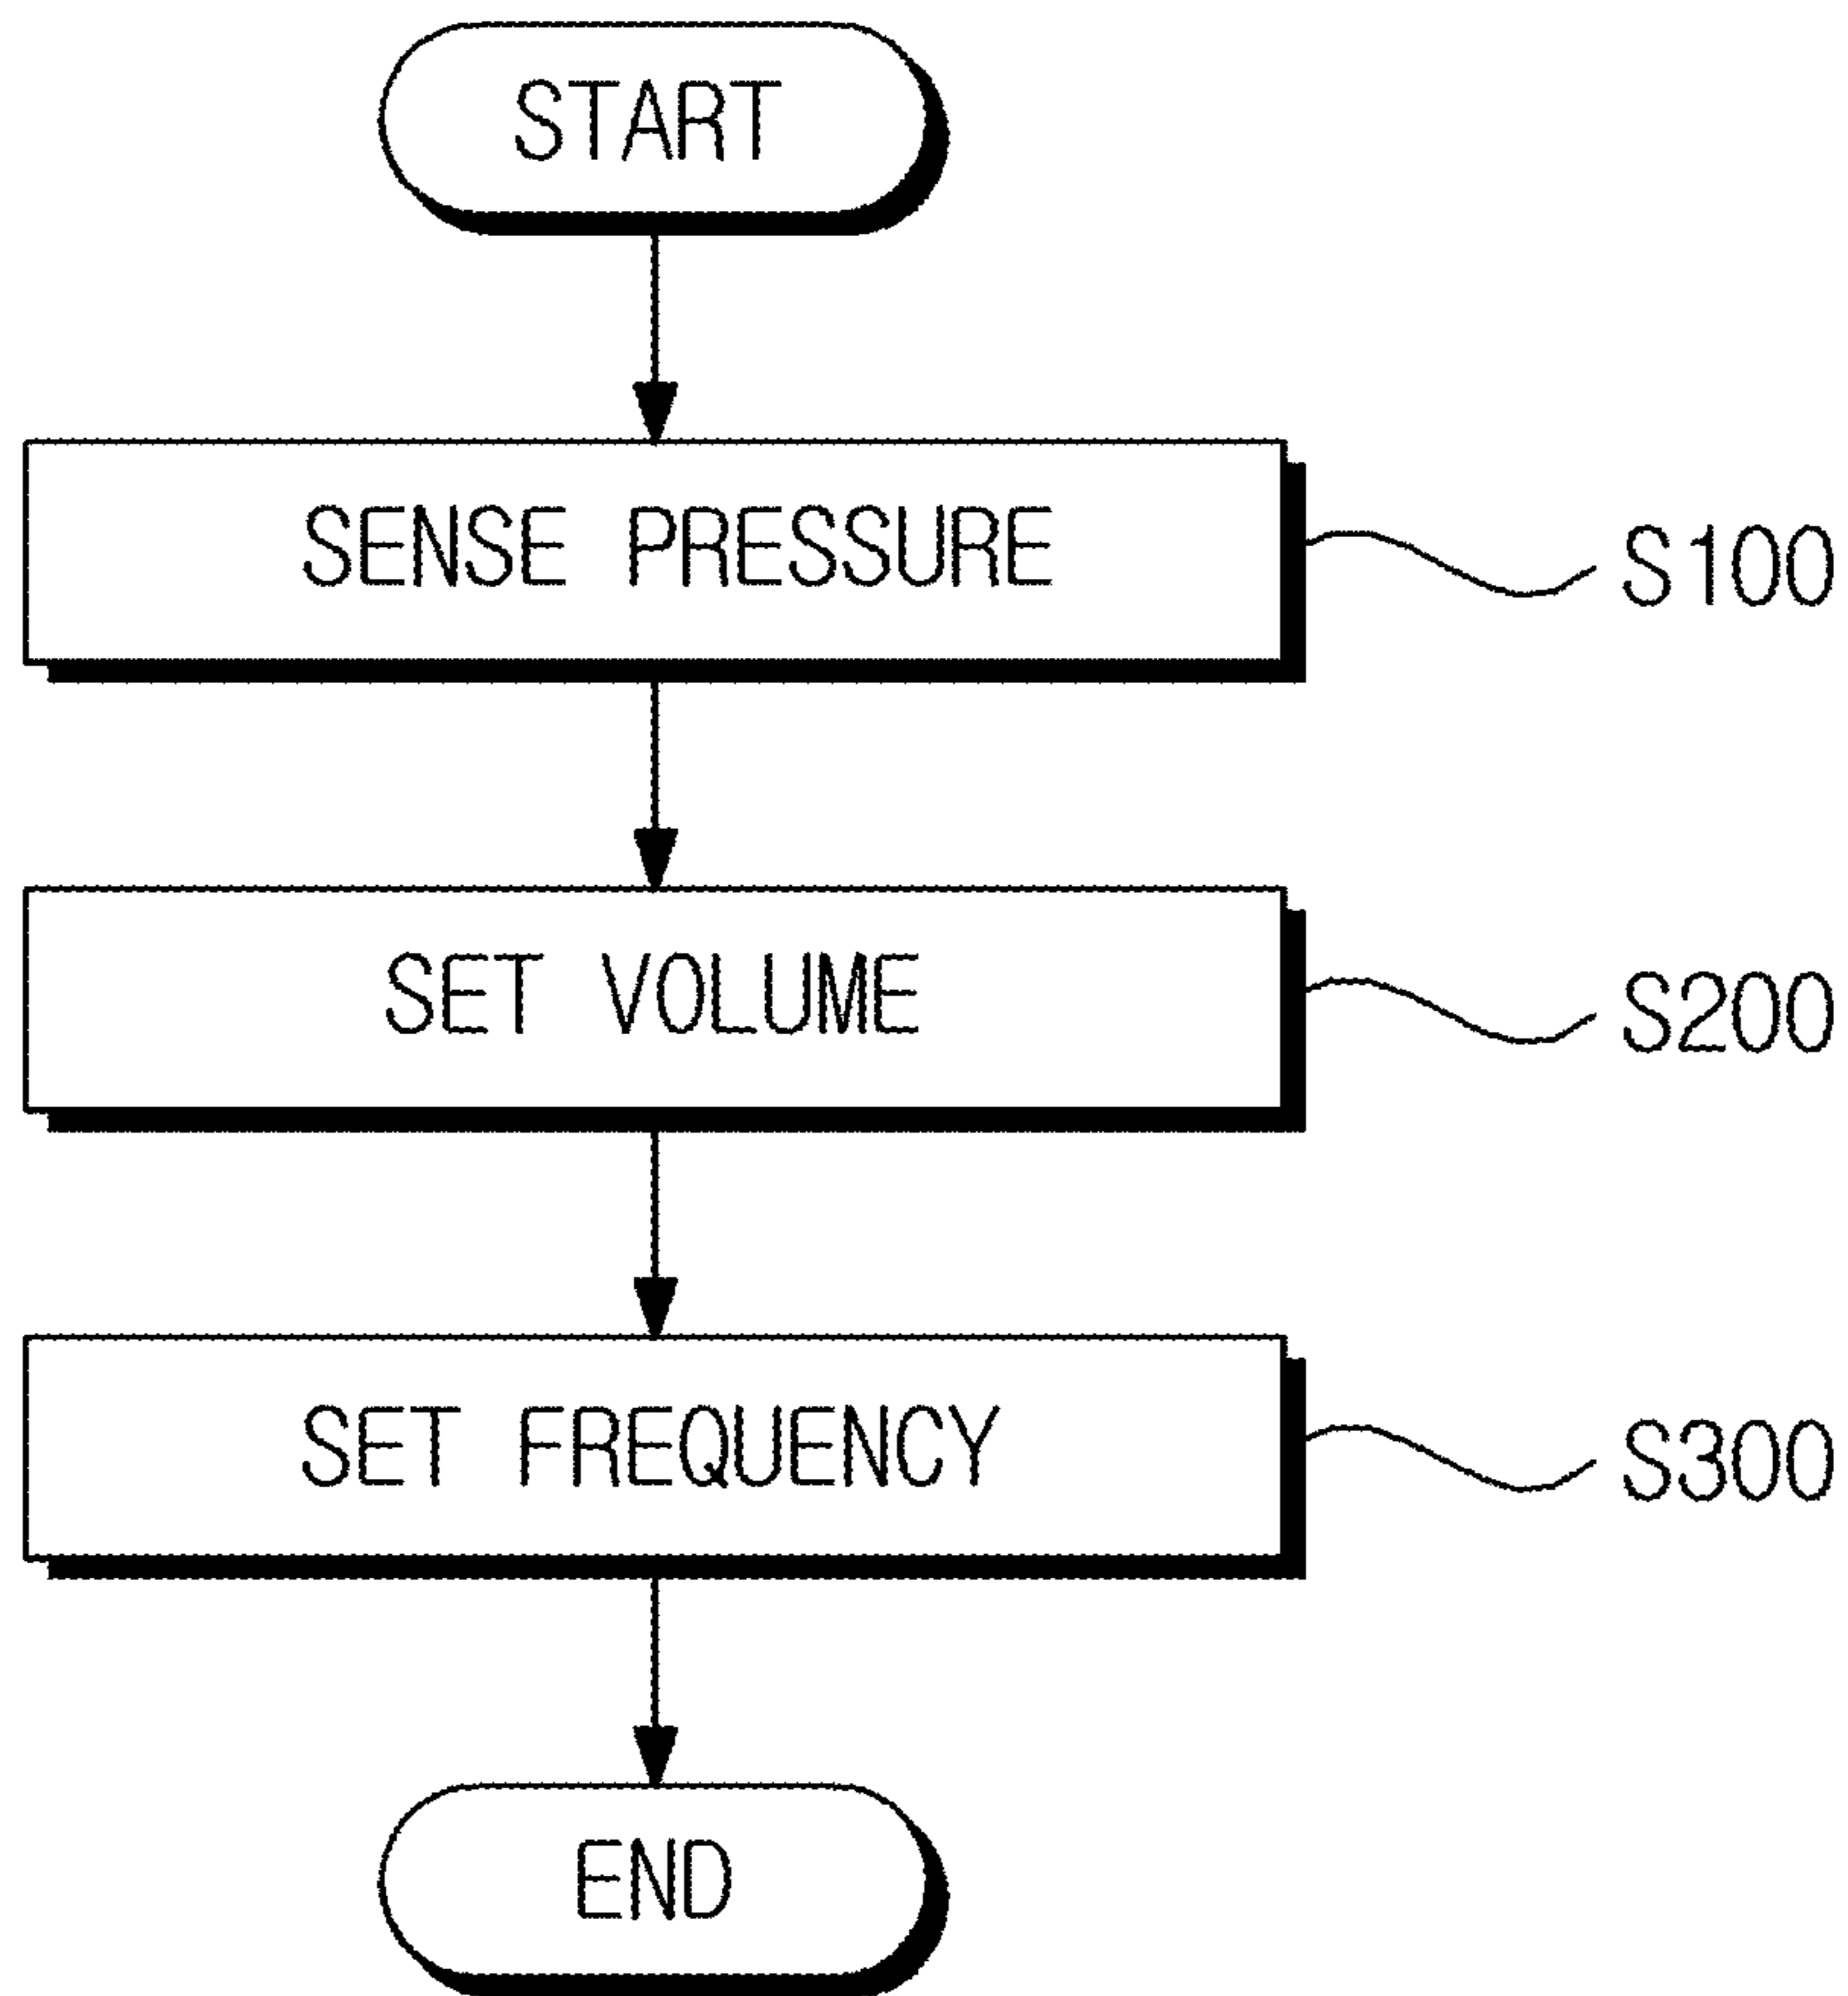 START
SENSE PRESSURE
S100
SET VOLUME
S200
SET FREQUENCY
S300
END